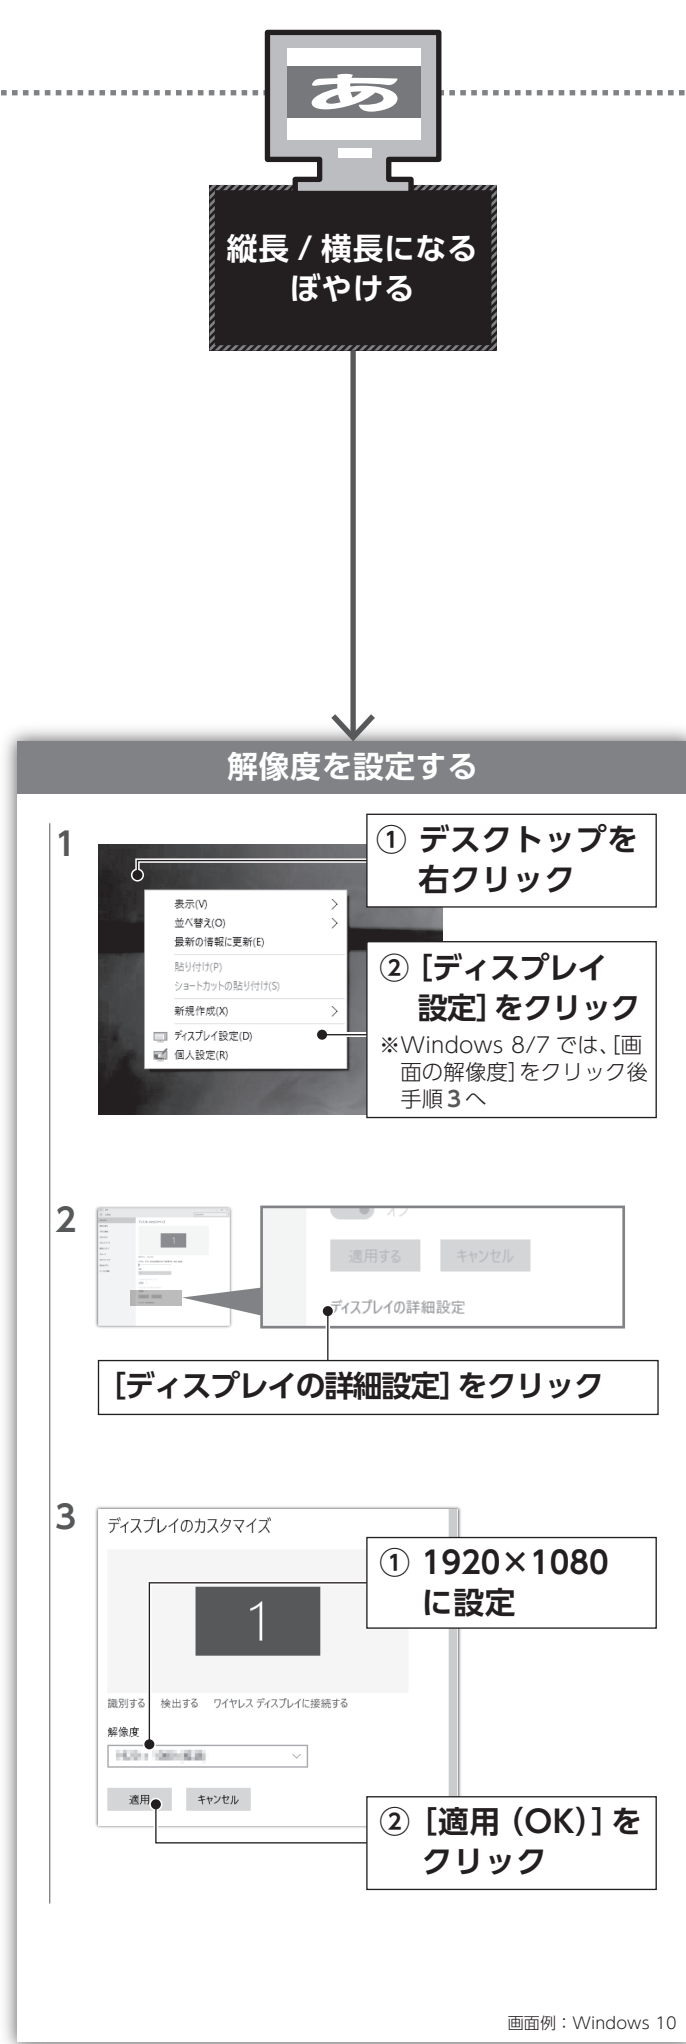 あ
縦長 / 横長になる
ぼやける
解像度を設定する
1
① デスクトップを
右クリック
表示(V)
並べ替え(O)
最新の情報に更新(E)
貼り付け(P)
ショートカットの貼り付け(S)
新規作成(X)
ディスプレイ設定(D)
個人設定(R)
② [ディスプレイ
設定] をクリック
※Windows 8/7 では、[画
面の解像度] をクリック後
手順 3 へ
2
1
オフ
適用する キャンセル
ディスプレイの詳細設定
[ディスプレイの詳細設定] をクリック
3
ディスプレイのカスタマイズ
① 1920×1080
に設定
1
識別する 検出する ワイヤレス ディスプレイに接続する
解像度
適用 キャンセル
② [適用 (OK)] を
クリック
画面例：Windows 10